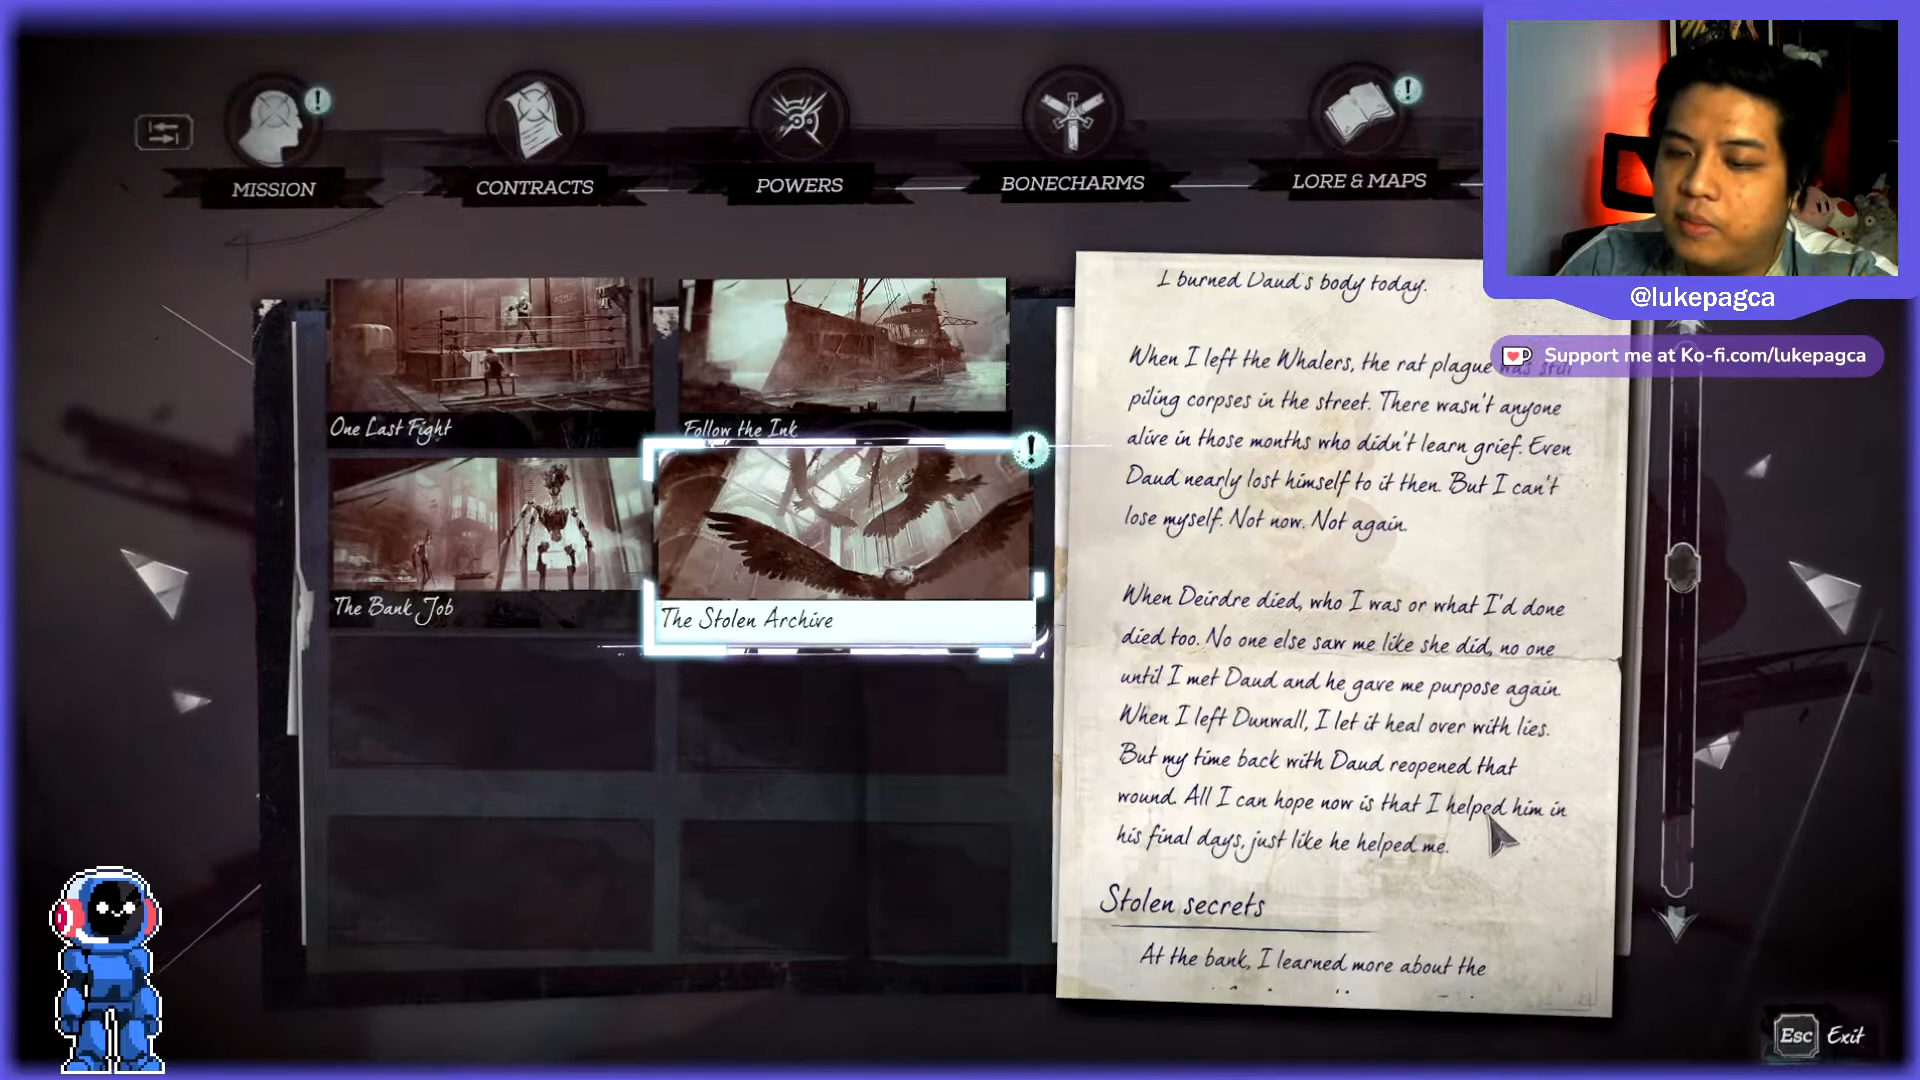 MISSION
CONTRACTS
POWERS
BONECHARMS
LORE & MAPS
@lukepagca
Support me at Ko-fi.com/lukepagca
One Last Fight
Follow the Ink
The Bank Job
The Stolen Archive
I burned Daud's body today.
When I left the Whalers, the rat plague was still
piling corpses in the street. There wasn't anyone
alive in those months who didn't learn grief. Even
Daud nearly lost himself to it then. But I can't
lose myself. Not now. Not again.
When Deirdre died, who I was or what I'd done
died too. No one else saw me like she did, no one
until I met Daud and he gave me purpose again.
When I left Dunwall, I let it heal over with lies.
But my time back with Daud reopened that
wound. All I can hope now is that I helped him in
his final days, just like he helped me.
Stolen secrets
At the bank, I learned more about the
Esc Exit